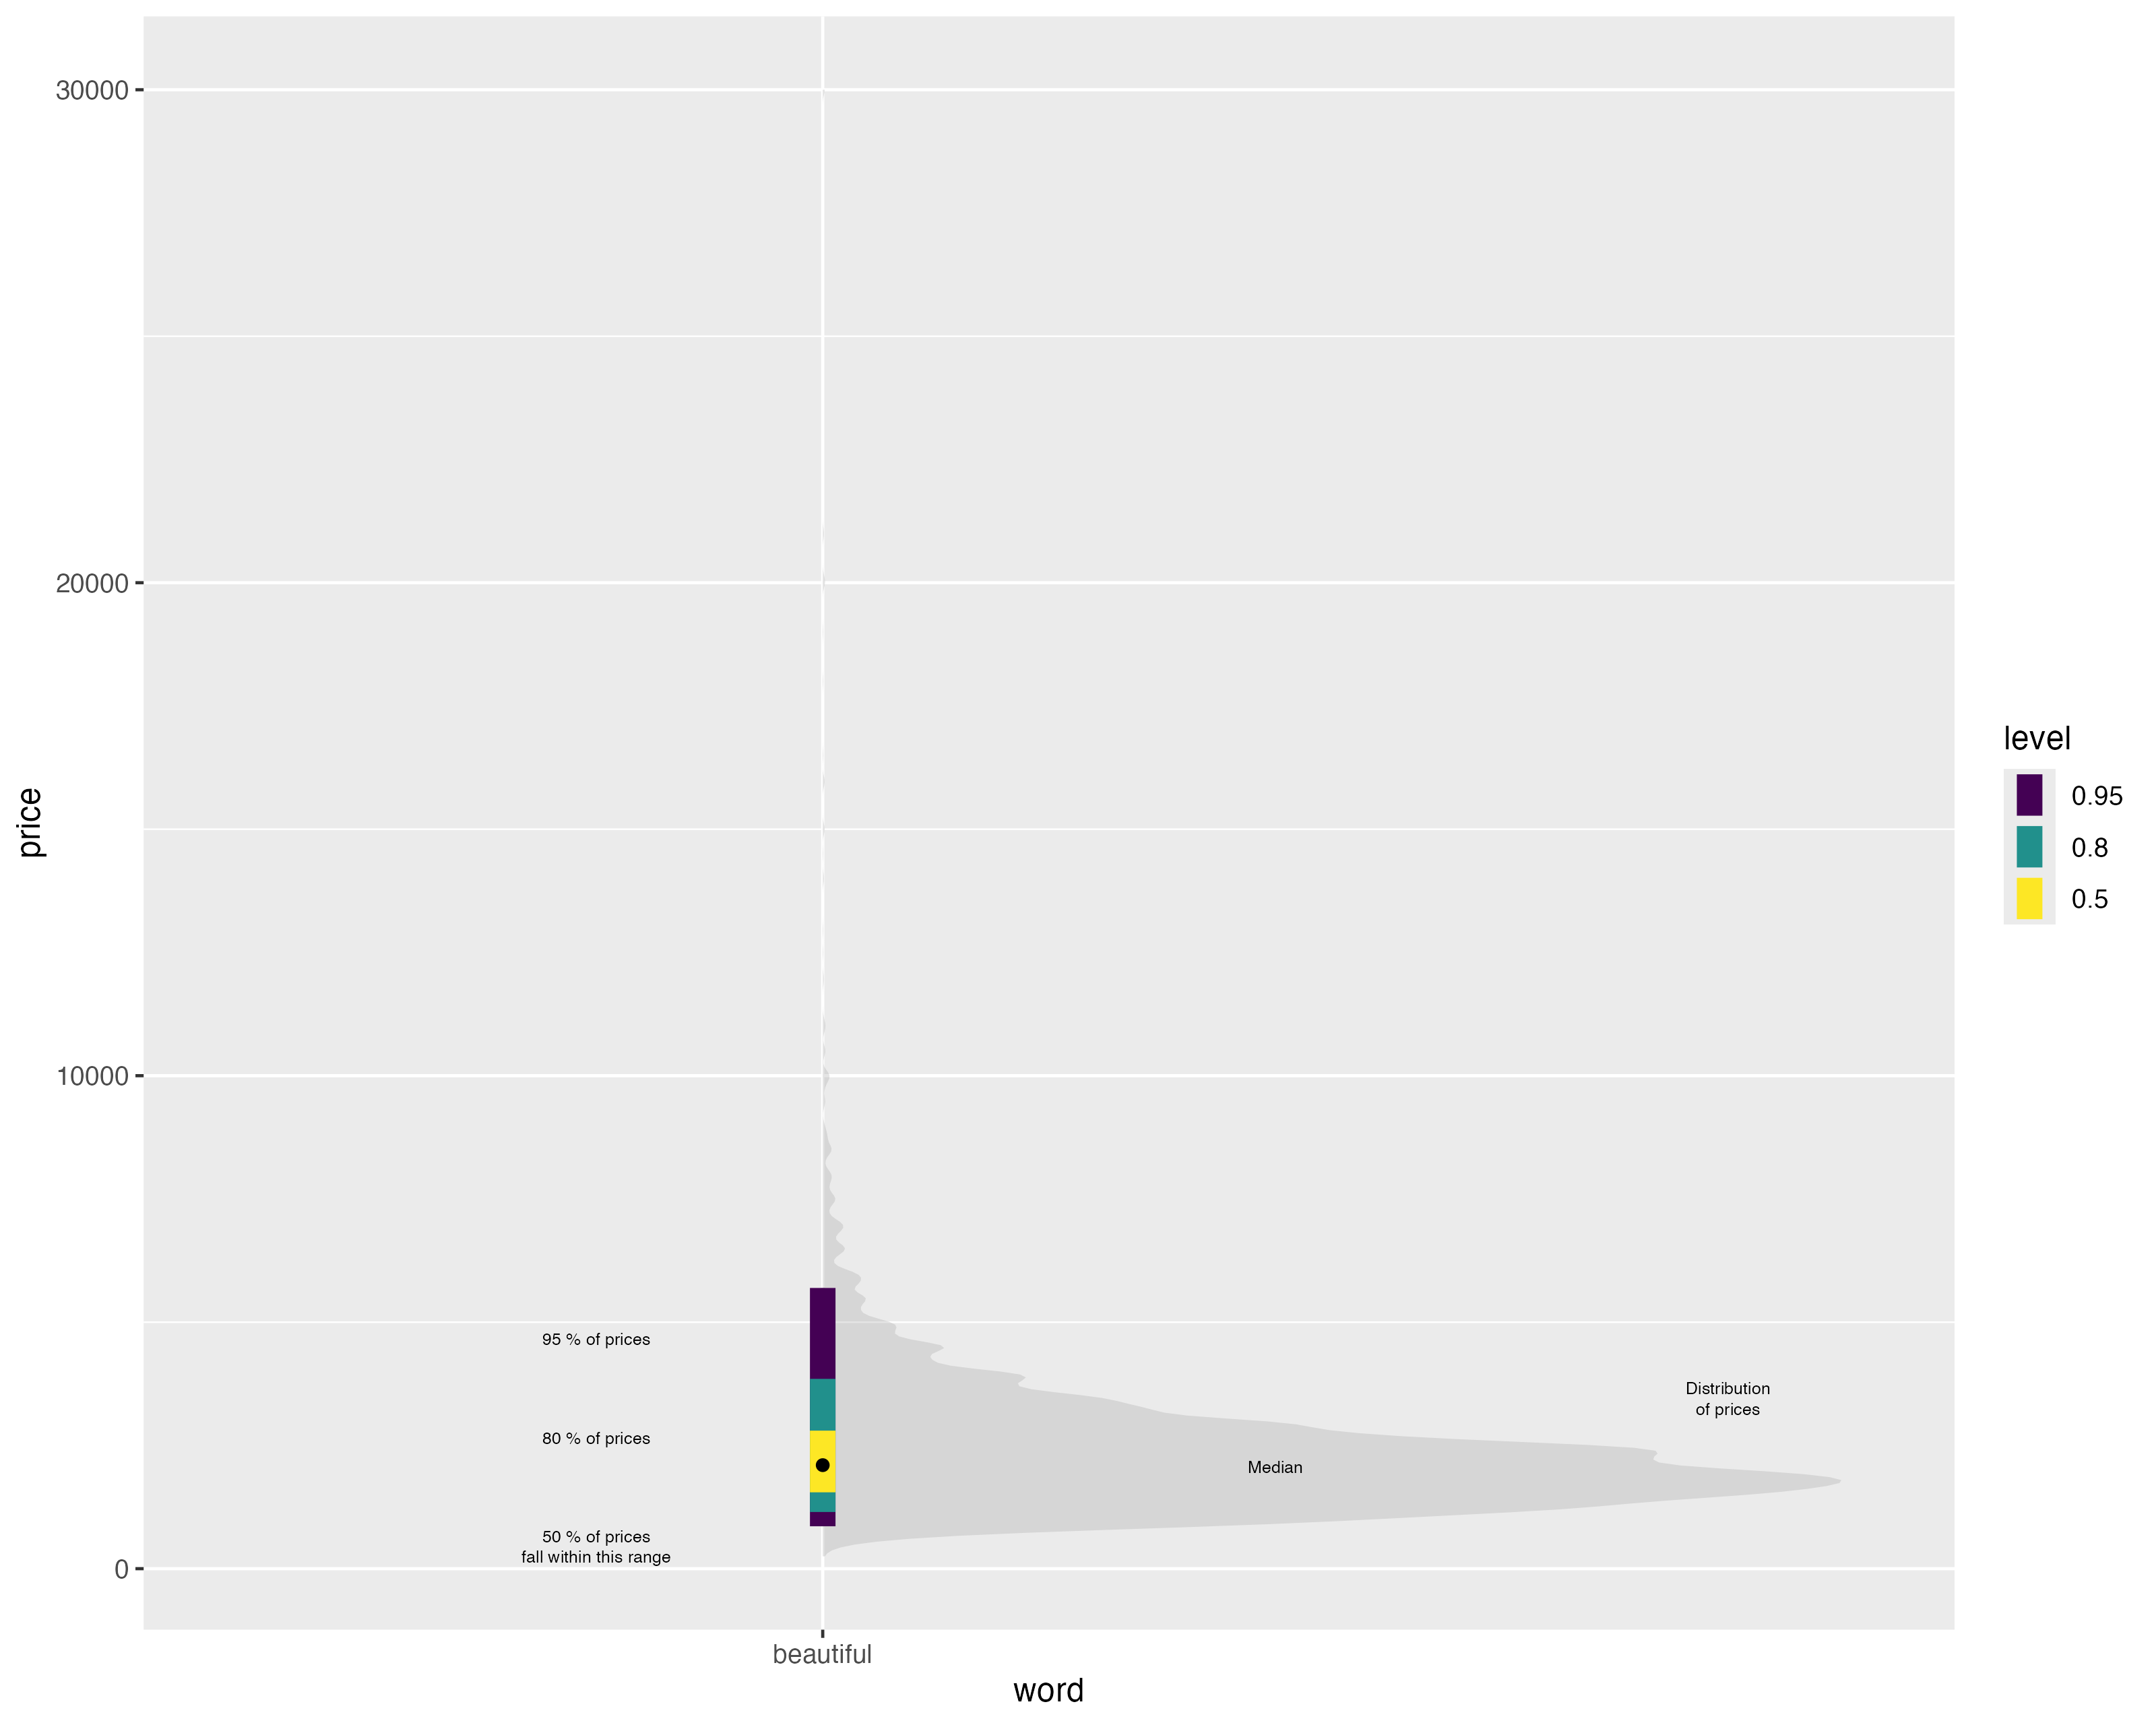 30000
20000
10000
0
price
95 % of prices
80 % of prices
50 % of prices
fall within this range
Distribution
of prices
Median
beautiful
word
level
0.95
0.8
0.5